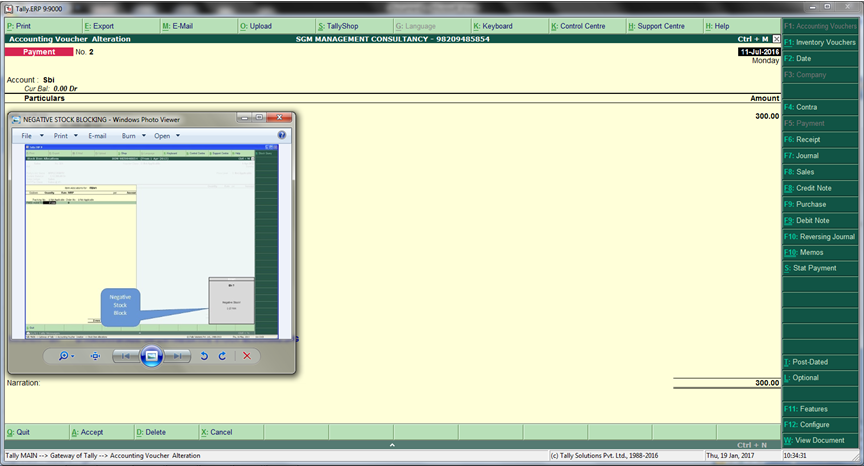 Tally.ERP 9:9000
P: Print
E: Export
M: E-Mail
O: Upload
S: TallyShop
G: Language
K: Keyboard
K: Control Centre
H: Support Centre
H: Help
F1: Accounting Vouchers
Accounting Voucher Alteration
SGM MANAGEMENT CONSULTANCY - 98209485854
Ctrl + M
Payment No. 2
11-Jul-2016
Monday
Account : Sbi
Cur Bal: 0.00 Dr
Particulars
Amount
300.00
NEGATIVE STOCK BLOCKING - Windows Photo Viewer
File
Print
E-mail
Burn
Open
Negative
Stock
Block
Narration:
300.00
F1: Inventory Vouchers
F2: Date
F3: Company
F4: Contra
F5: Payment
F6: Receipt
F7: Journal
F8: Sales
F8: Credit Note
F9: Purchase
F9: Debit Note
F10: Reversing Journal
F10: Memos
S: Stat Payment
T: Post-Dated
L: Optional
F11: Features
F12: Configure
W: View Document
Q: Quit
A: Accept
D: Delete
X: Cancel
Ctrl + N
Tally MAIN --> Gateway of Tally --> Accounting Voucher Alteration
(c) Tally Solutions Pvt. Ltd., 1988-2016
Thu, 19 Jan, 2017
10:34:31